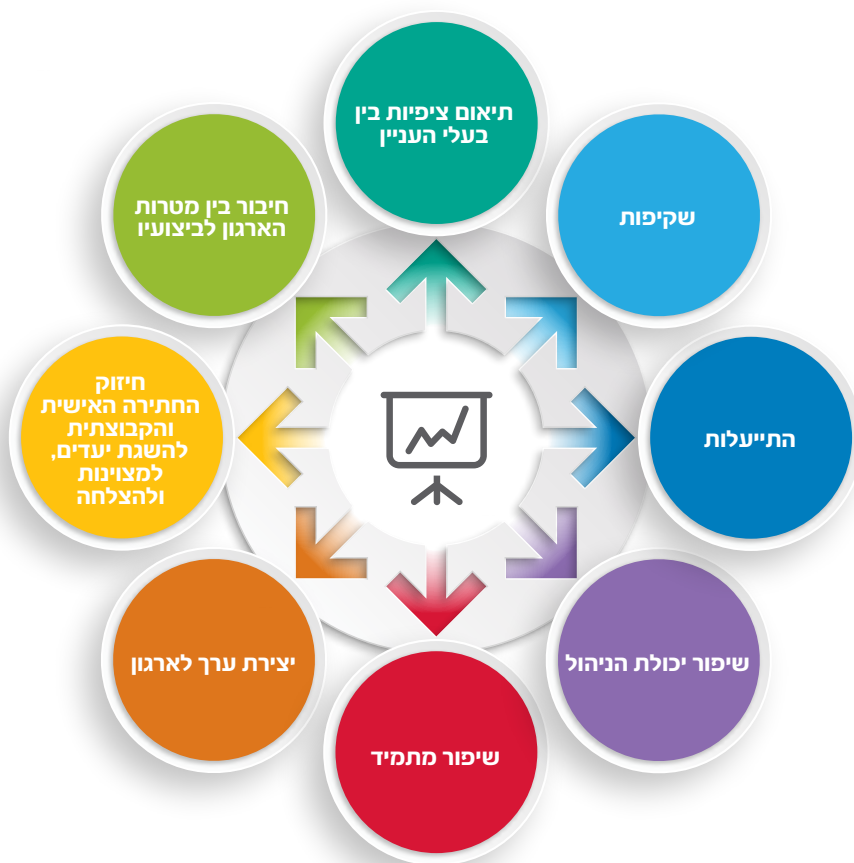 תיאום ציפיות בין
בעלי העניין
שקיפות
התייעלות
שיפור יכולת הניהול
שיפור מתמיד
יצירת ערך לארגון
חיזוק
החתירה האישית
והקבוצתית
להשגת יעדים,
למצוינות
ולהצלחה
חיבור בין מטרות
הארגון לביצועיו